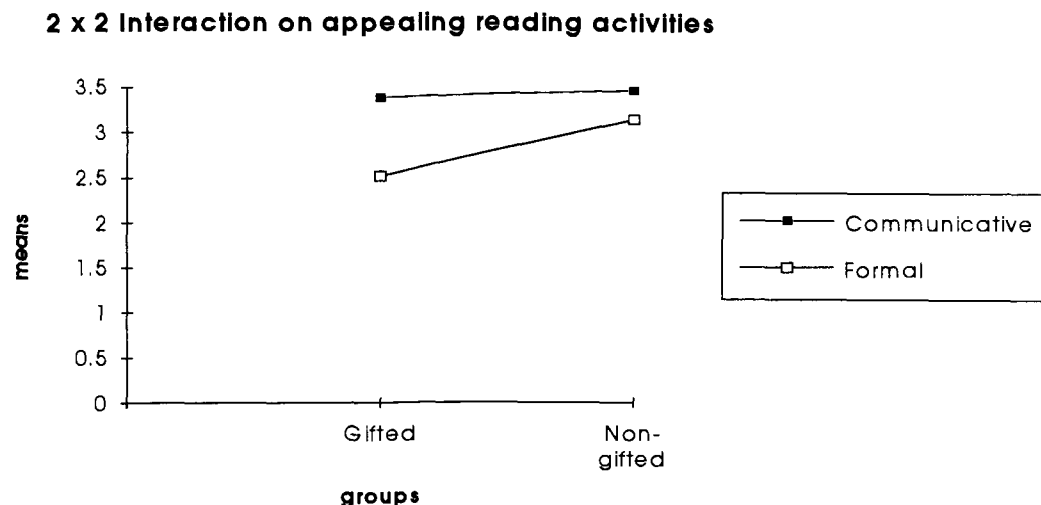 2 x 2 Interaction on appealing reading activities
3.5
3
2.5
2
1.5
1
0.5
0
means
Gifted
Non-
gifted
groups
Communicative
Formal